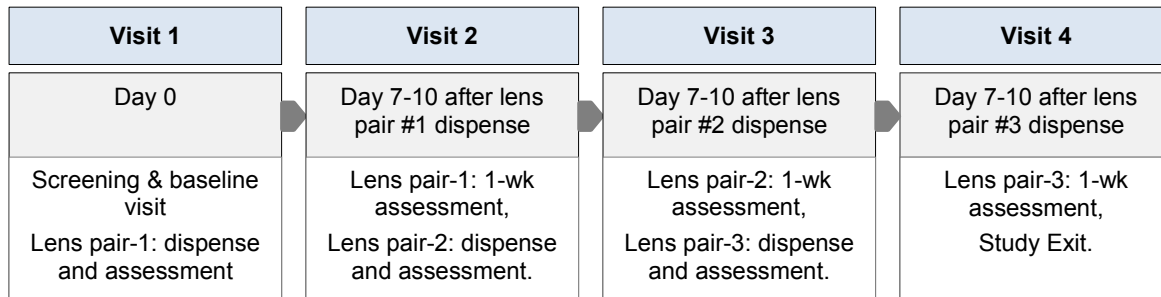 Visit 1
Day 0
Screening & baseline
visit
Lens pair-1: dispense
and assessment
Visit 2
Day 7-10 after lens
pair #1 dispense
Lens pair-1: 1-wk
assessment,
Lens pair-2: dispense
and assessment.
Visit 3
Day 7-10 after lens
pair #2 dispense
Lens pair-2: 1-wk
assessment,
Lens pair-3: dispense
and assessment.
Visit 4
Day 7-10 after lens
pair #3 dispense
Lens pair-3: 1-wk
assessment,
Study Exit.